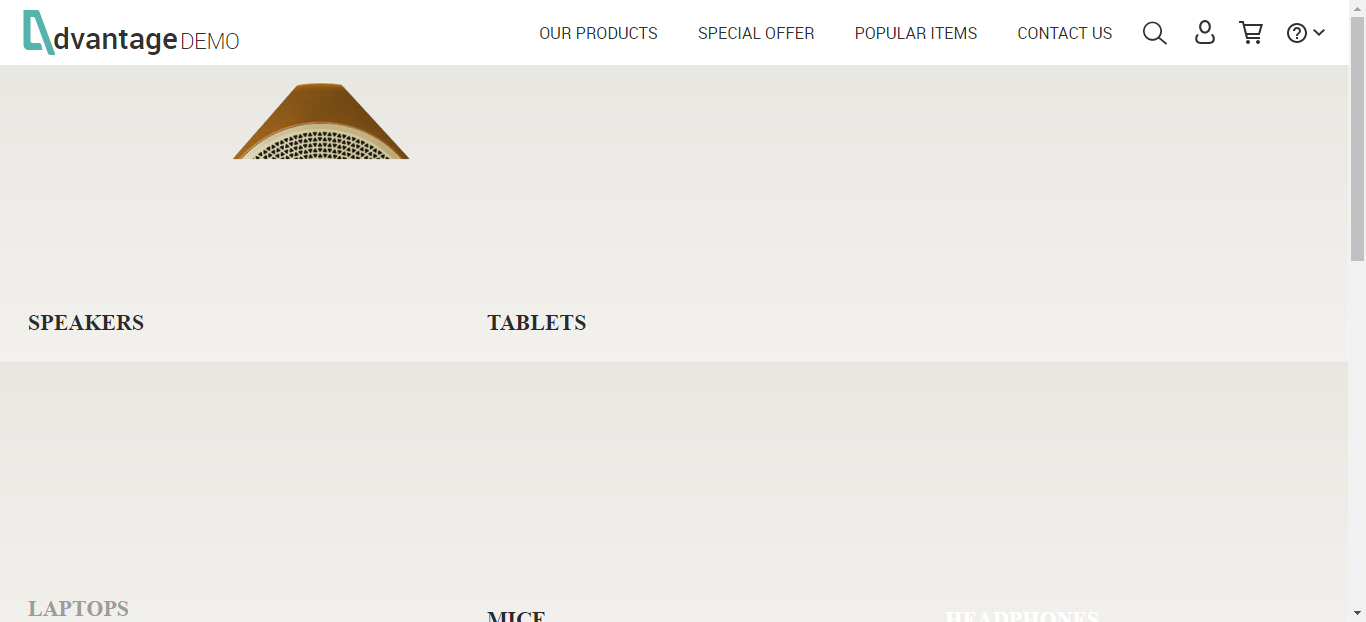 dvantage DEMO
OUR PRODUCTS SPECIAL OFFER POPULAR ITEMS CONTACT US
SPEAKERS TABLETS
LAPTOPS MICE HEADPHONES